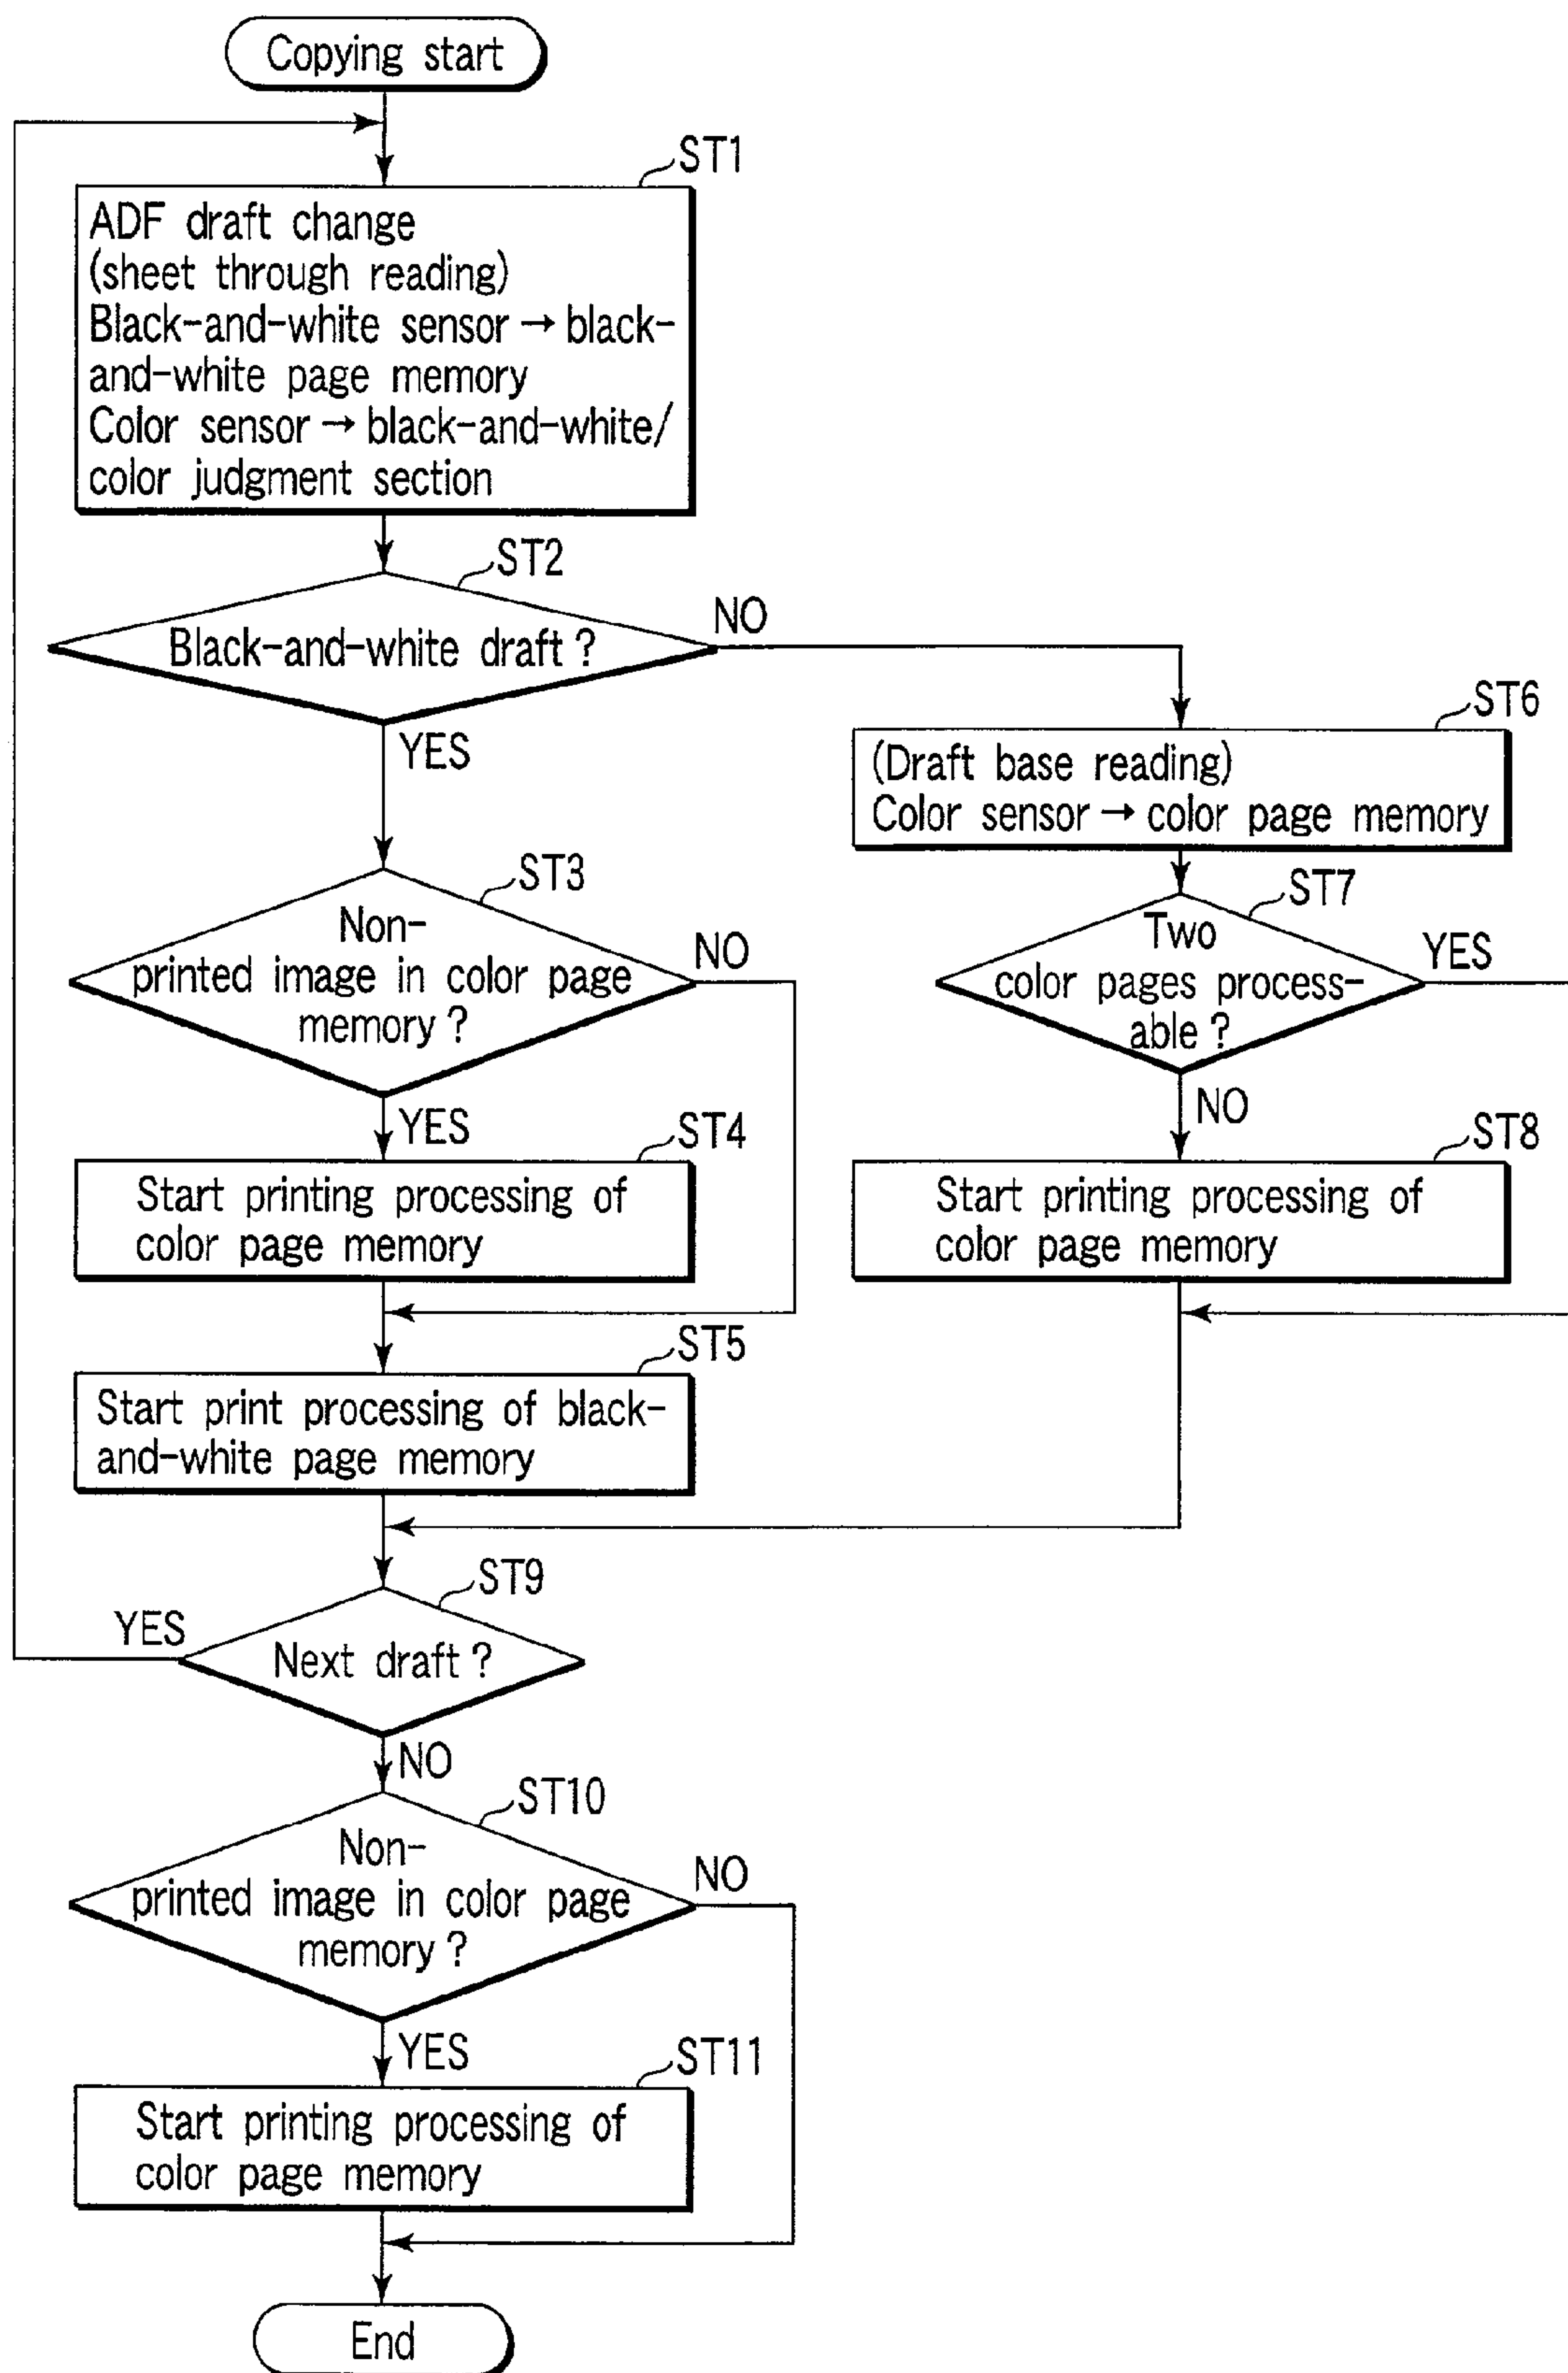 Copying start
ST1
ADF draft change
(sheet through reading)
Black-and-white sensor → black-
and-white page memory
Color sensor → black-and-white/
color judgment section
ST2
Black-and-white draft ?
NO
YES
ST6
(Draft base reading)
Color sensor → color page memory
ST3
Non-
printed image in color page
memory ?
NO
YES
ST7
Two
color pages process-
able ?
YES
NO
ST4
Start printing processing of
color page memory
ST8
Start printing processing of
color page memory
ST5
Start print processing of black-
and-white page memory
ST9
Next draft ?
YES
NO
ST10
Non-
printed image in color page
memory ?
NO
YES
ST11
Start printing processing of
color page memory
End